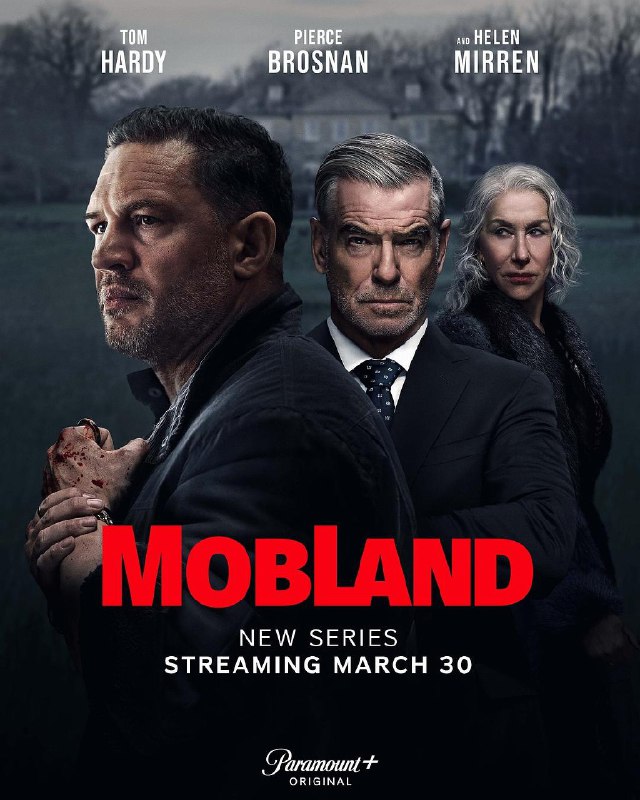 TOM HARDY
PIERCE BROSNAN
AND HELEN MIRREN
MOBLAND
NEW SERIES
STREAMING MARCH 30
Paramount+
ORIGINAL